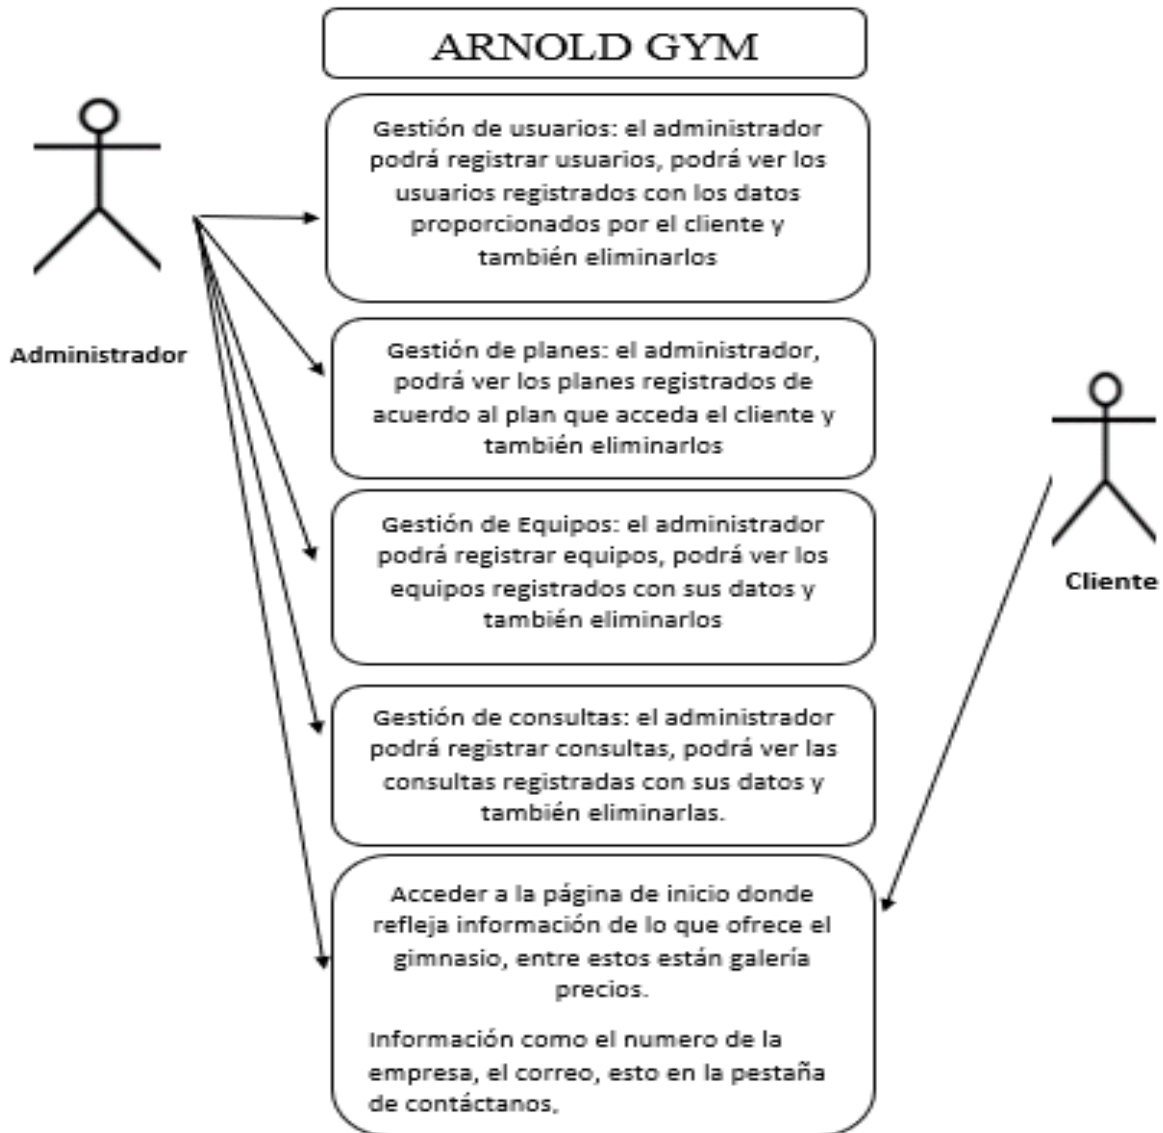 ARNOLD GYM
Gestión de usuarios: el administrador
podrá registrar usuarios, podrá ver los
usuarios registrados con los datos
proporcionados por el cliente y
también eliminarlos
Administrador
Gestión de planes: el administrador,
podrá ver los planes registrados de
acuerdo al plan que acceda el cliente y
también eliminarlos
Gestión de Equipos: el administrador
podrá registrar equipos, podrá ver los
equipos registrados con sus datos y
también eliminarlos
Cliente
Gestión de consultas: el administrador
podrá registrar consultas, podrá ver las
consultas registradas con sus datos y
también eliminarlas.
Acceder a la página de inicio donde
refleja información de lo que ofrece el
gimnasio, entre estos están galería
precios.
Información como el numero de la
empresa, el correo, esto en la pestaña
de contáctanos,